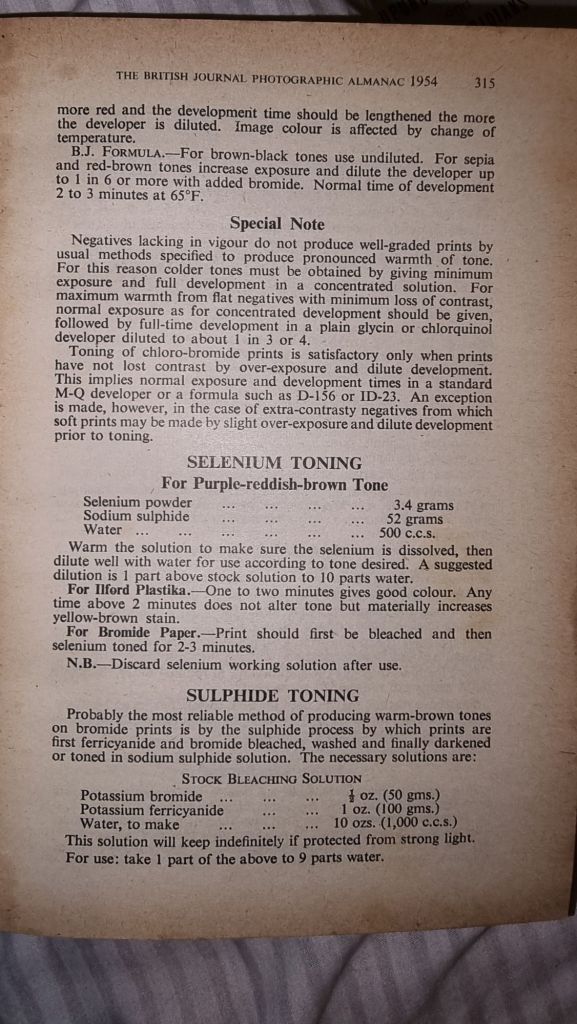 THE BRITISH JOURNAL PHOTOGRAPHIC ALMANAC 1954 315
more red and the development time should be lengthened the more
the developer is diluted. Image colour is affected by change of
temperature.
B.J. FORMULA.—For brown-black tones use undiluted. For sepia
and red-brown tones increase exposure and dilute the developer up
to 1 in 6 or more with added bromide. Normal time of development
2 to 3 minutes at 65°F.
Special Note
Negatives lacking in vigour do not produce well-graded prints by
usual methods specified to produce pronounced warmth of tone.
For this reason colder tones must be obtained by giving minimum
exposure and full development in a concentrated solution. For
maximum warmth from flat negatives with minimum loss of contrast,
normal exposure as for concentrated development should be given,
followed by full-time development in a plain glycin or chlorquinol
developer diluted to about 1 in 3 or 4.
Toning of chloro-bromide prints is satisfactory only when prints
have not lost contrast by over-exposure and dilute development.
This implies normal exposure and development times in a standard
M-Q developer or a formula such as D-156 or ID-23. An exception
is made, however, in the case of extra-contrasty negatives from which
soft prints may be made by slight over-exposure and dilute development
prior to toning.
SELENIUM TONING
For Purple-reddish-brown Tone
Selenium powder ... ... ... ... 3.4 grams
Sodium sulphide ... ... ... ... 52 grams
Water ... ... ... ... ... ... 500 c.c.s.
Warm the solution to make sure the selenium is dissolved, then
dilute well with water for use according to tone desired. A suggested
dilution is 1 part above stock solution to 10 parts water.
For Ilford Plastika.—One to two minutes gives good colour. Any
time above 2 minutes does not alter tone but materially increases
yellow-brown stain.
For Bromide Paper.—Print should first be bleached and then
selenium toned for 2-3 minutes.
N.B.—Discard selenium working solution after use.
SULPHIDE TONING
Probably the most reliable method of producing warm-brown tones
on bromide prints is by the sulphide process by which prints are
first ferricyanide and bromide bleached, washed and finally darkened
or toned in sodium sulphide solution. The necessary solutions are:
STOCK BLEACHING SOLUTION
Potassium bromide ... ... ... ½ oz. (50 gms.)
Potassium ferricyanide ... ... 1 oz. (100 gms.)
Water, to make ... ... ... 10 ozs. (1,000 c.c.s.)
This solution will keep indefinitely if protected from strong light.
For use: take 1 part of the above to 9 parts water.